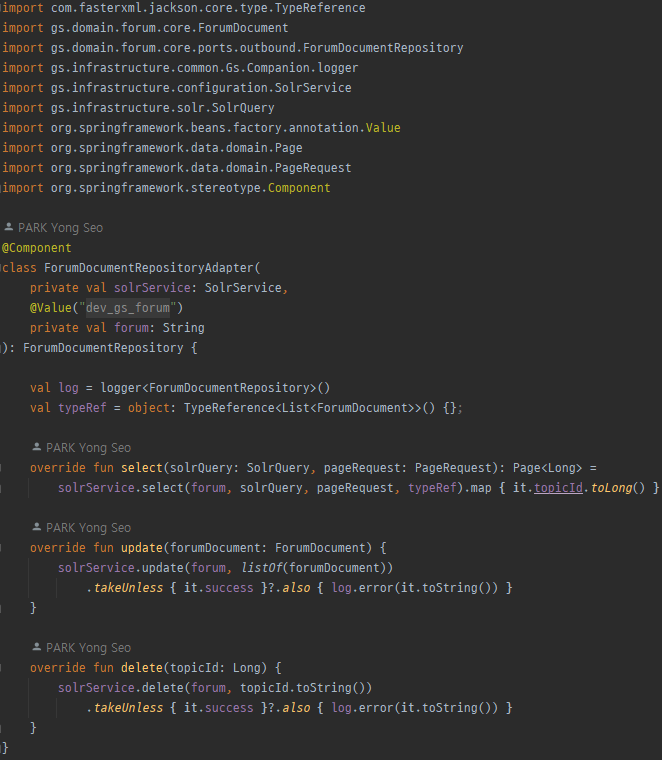 import com.fasterxml.jackson.core.type.TypeReference
import gs.domain.forum.core.ForumDocument
import gs.domain.forum.core.ports.outbound.ForumDocumentRepository
import gs.infrastructure.common.Gs.Companion.logger
import gs.infrastructure.configuration.SolrService
import gs.infrastructure.solr.SolrQuery
import org.springframework.beans.factory.annotation.Value
import org.springframework.data.domain.Page
import org.springframework.data.domain.PageRequest
import org.springframework.stereotype.Component
PARK Yong Seo
@Component
class ForumDocumentRepositoryAdapter(
private val solrService: SolrService,
@Value("dev_gs_forum")
private val forum: String
): ForumDocumentRepository {
val log = logger<ForumDocumentRepository>()
val typeRef = object: TypeReference<List<ForumDocument>>() {};
PARK Yong Seo
override fun select(solrQuery: SolrQuery, pageRequest: PageRequest): Page<Long> =
solrService.select(forum, solrQuery, pageRequest, typeRef).map { it.topicId.toLong() }
PARK Yong Seo
override fun update(forumDocument: ForumDocument) {
solrService.update(forum, listOf(forumDocument))
.takeUnless { it.success }?.also { log.error(it.toString()) }
}
PARK Yong Seo
override fun delete(topicId: Long) {
solrService.delete(forum, topicId.toString())
.takeUnless { it.success }?.also { log.error(it.toString()) }
}
}